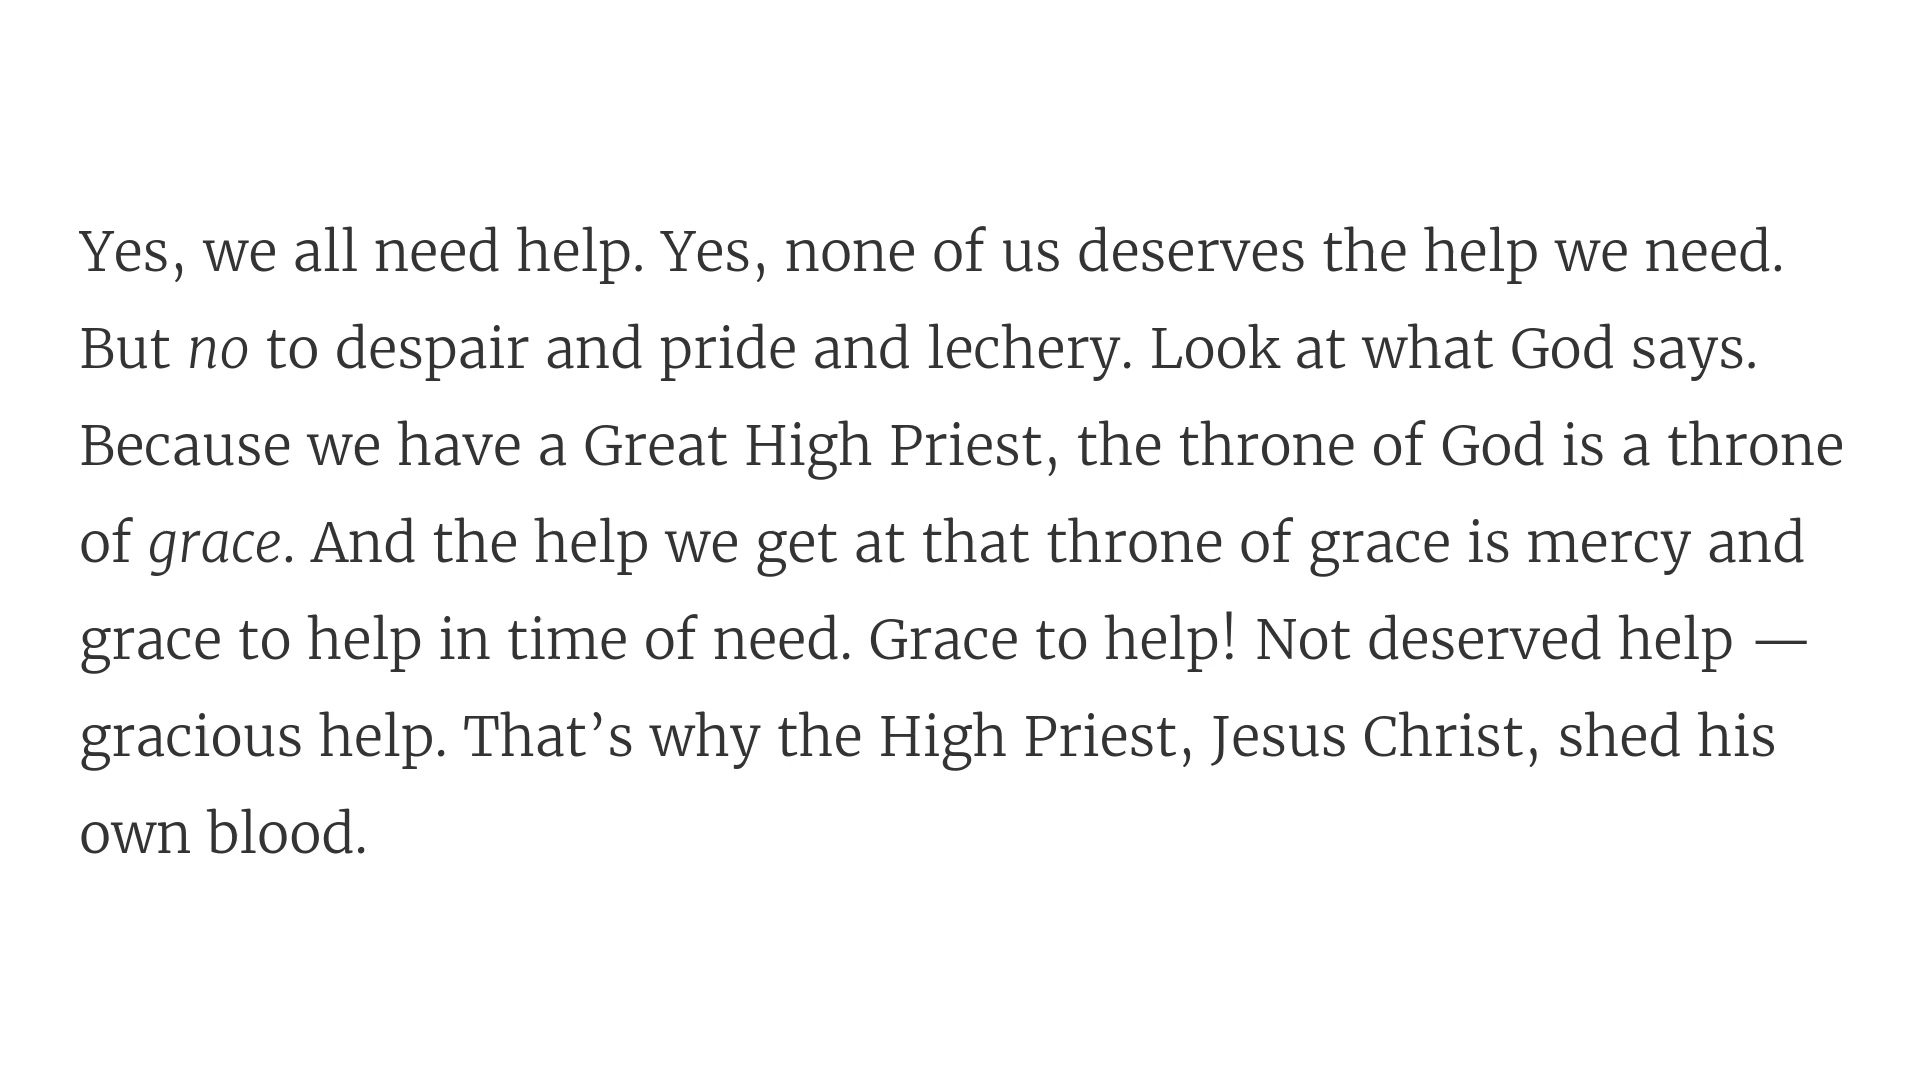 Yes, we all need help. Yes, none of us deserves the help we need.
But no to despair and pride and lechery. Look at what God says.
Because we have a Great High Priest, the throne of God is a throne
of grace. And the help we get at that throne of grace is mercy and
grace to help in time of need. Grace to help! Not deserved help —
gracious help. That’s why the High Priest, Jesus Christ, shed his
own blood.